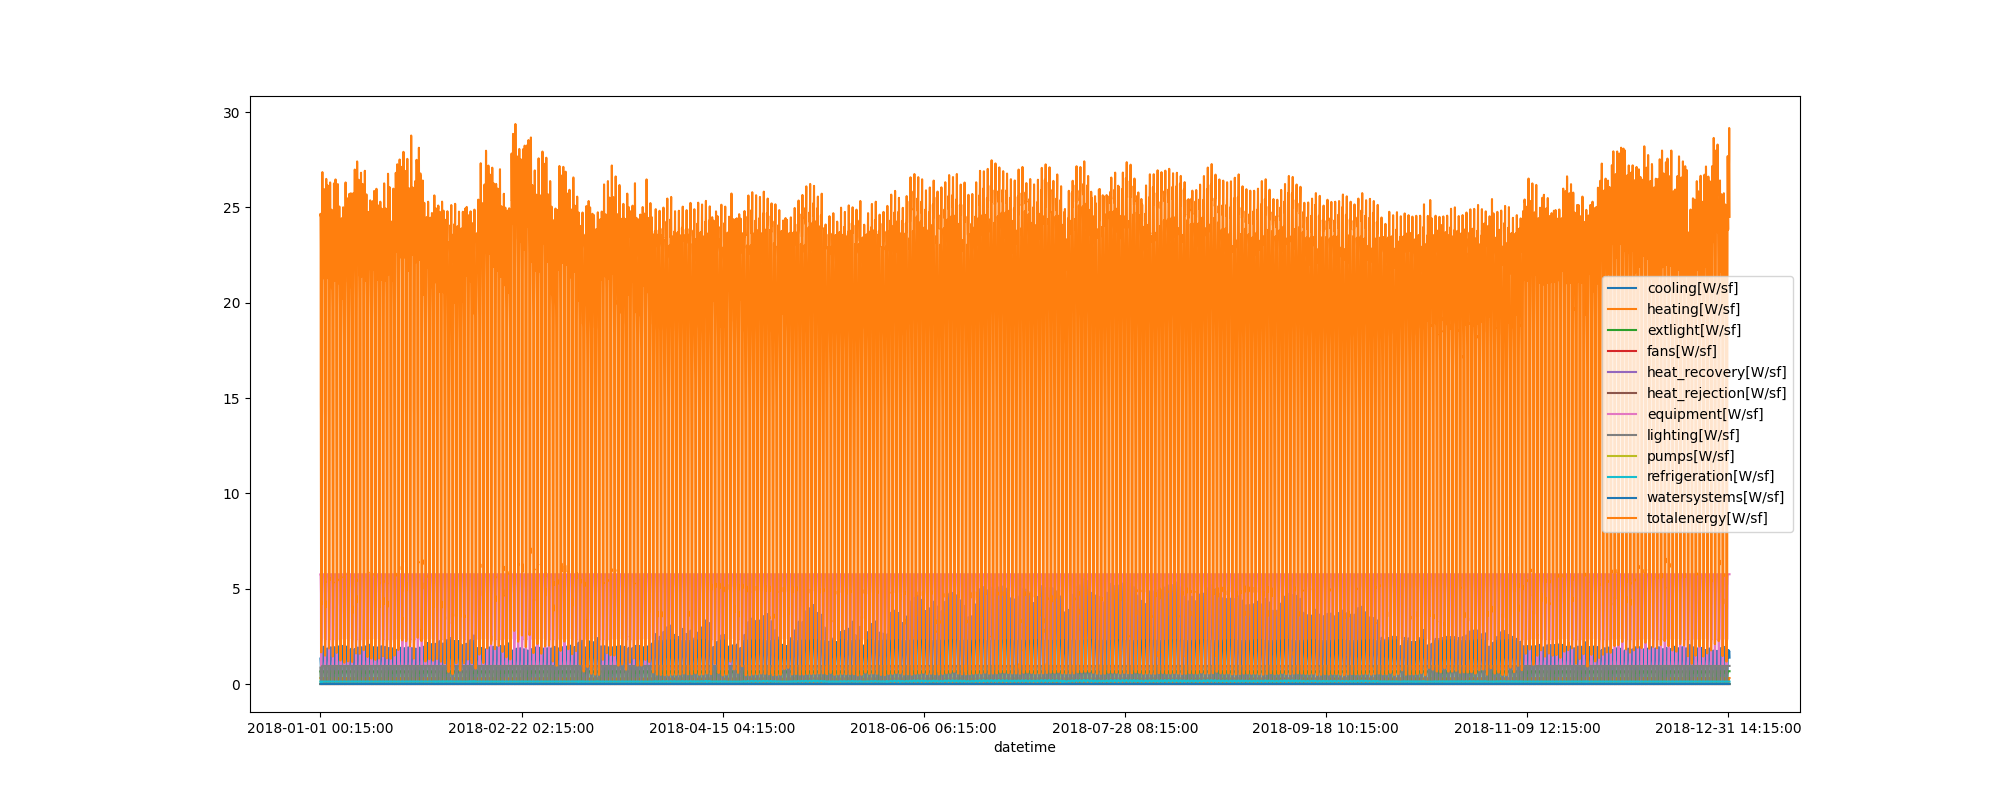 30
25
20
15
10
5
0
cooling[W/sf]
heating[W/sf]
extlight[W/sf]
fans[W/sf]
heat_recovery[W/sf]
heat_rejection[W/sf]
equipment[W/sf]
lighting[W/sf]
pumps[W/sf]
refrigeration[W/sf]
watersystems[W/sf]
totalenergy[W/sf]
2018-01-01 00:15:00 2018-02-22 02:15:00 2018-04-15 04:15:00 2018-06-06 06:15:00 2018-07-28 08:15:00 2018-09-18 10:15:00 2018-11-09 12:15:00 2018-12-31 14:15:00
datetime